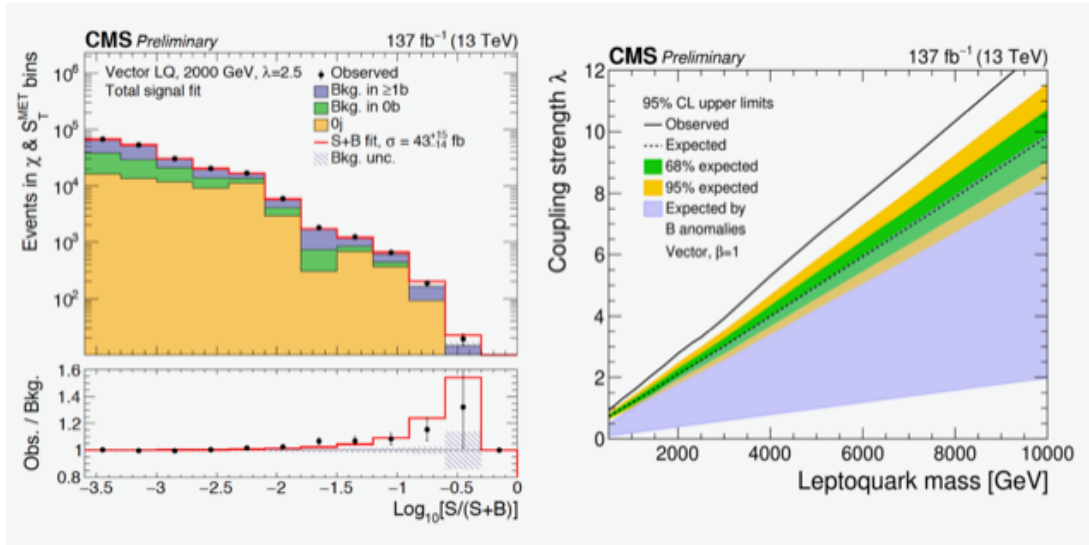 CMS Preliminary 137 fb⁻¹ (13 TeV)
Events in χ & S_T^MET bins
10⁶
10⁵
10⁴
10³
10²
Vector LQ, 2000 GeV, λ=2.5
Total signal fit
Observed
Bkg. in ≥1b
Bkg. in 0b
0j
S+B fit, σ = 43⁺¹⁵₋₁₄ fb
Bkg. unc.
Obs. / Bkg.
1.6
1.4
1.2
1
0.8
−3.5 −3 −2.5 −2 −1.5 −1 −0.5 0
Log₁₀[S/(S+B)]
CMS Preliminary 137 fb⁻¹ (13 TeV)
Coupling strength λ
12
10
8
6
4
2
0
95% CL upper limits
Observed
Expected
68% expected
95% expected
Expected by
B anomalies
Vector, β=1
2000 4000 6000 8000 10000
Leptoquark mass [GeV]